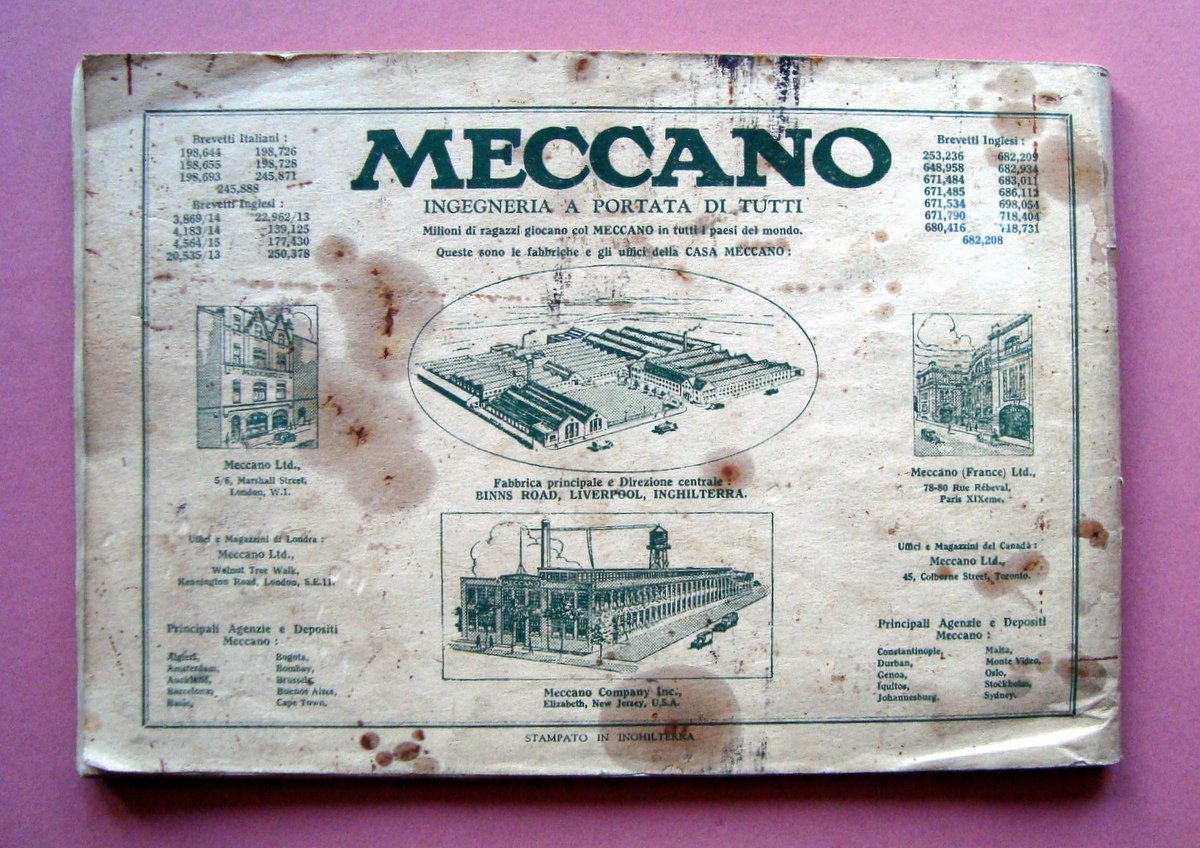 Brevetti Italiani :
198,644 198,726
198,655 198,728
198,693 245,871
245,888
Brevetti Inglesi :
3,869/14 22,962/13
4,183/14 139,125
4,564/15 177,430
20,535/13 250,378
MECCANO
INGEGNERIA A PORTATA DI TUTTI
Milioni di ragazzi giocano col MECCANO in tutti i paesi del mondo.
Queste sono le fabbriche e gli uffici della CASA MECCANO :
Brevetti Inglesi :
253,236 682,209
648,958 682,934
671,484 683,011
671,485 686,112
671,534 698,054
671,790 718,404
680,416 718,731
682,208
Meccano Ltd.,
5/6, Marshall Street,
London, W.1.
Fabbrica principale e Direzione centrale :
BINNS ROAD, LIVERPOOL, INGHILTERRA.
Meccano (France) Ltd.,
78-80 Rue Rébeval,
Paris XIXeme.
Uffici e Magazzini di Londra :
Meccano Ltd.,
Walnut Tree Walk,
Kennington Road, London, S.E.11.
MECCANO
Uffici e Magazzini del Canadà :
Meccano Ltd.,
45, Colborne Street, Toronto.
Principali Agenzie e Depositi
Meccano :
Algieri, Bogota,
Amsterdam, Bombay,
Auckland, Brussels,
Barcelona, Buenos Aires,
Basle, Cape Town,
Meccano Company Inc.,
Elizabeth, New Jersey, U.S.A.
Principali Agenzie e Depositi
Meccano :
Constantinople, Malta,
Durban, Monte Video,
Genoa, Oslo,
Iquitos, Stockholm,
Johannesburg, Sydney.
STAMPATO IN INGHILTERRA